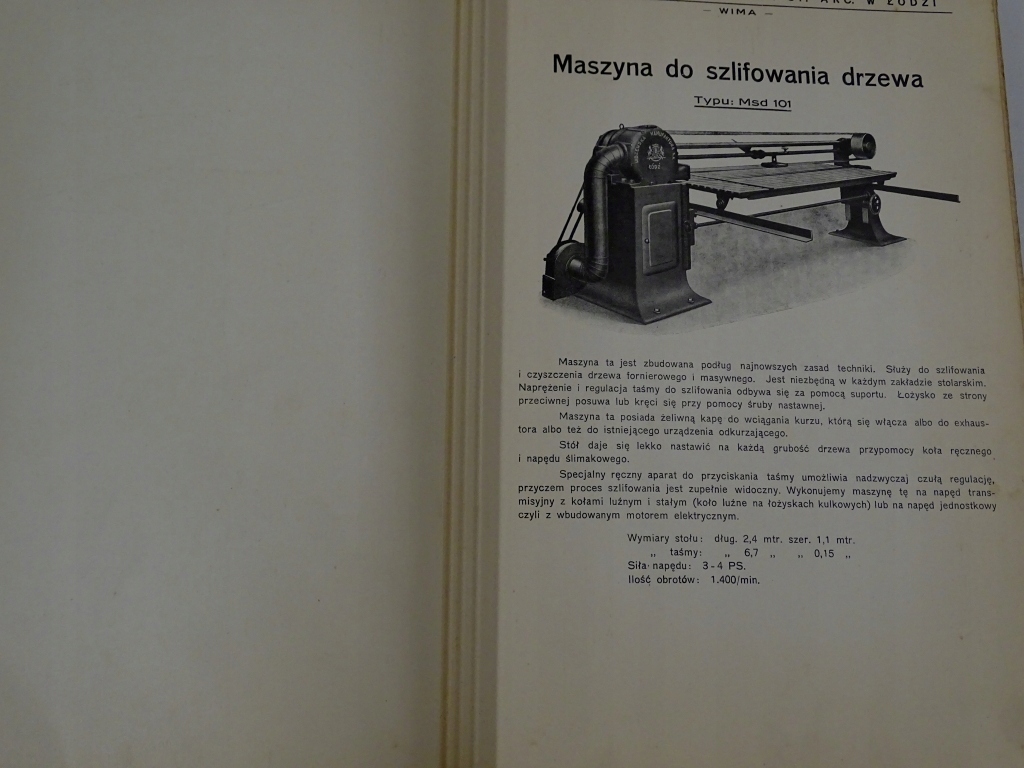 AKC. W ŁODZI
– WIMA –
Maszyna do szlifowania drzewa
Typu: Msd 101
Maszyna ta jest zbudowana podług najnowszych zasad techniki. Służy do szlifowania
i czyszczenia drzewa fornierowego i masywnego. Jest niezbędną w każdym zakładzie stolarskim.
Naprężenie i regulacja taśmy do szlifowania odbywa się za pomocą suportu. Łożysko ze strony
przeciwnej posuwa lub kręci się przy pomocy śruby nastawnej.
Maszyna ta posiada żeliwną kapę do wciągania kurzu, którą się włącza albo do exhaus-
tora albo też do istniejącego urządzenia odkurzającego.
Stół daje się lekko nastawić na każdą grubość drzewa przypomocy koła ręcznego
i napędu ślimakowego.
Specjalny ręczny aparat do przyciskania taśmy umożliwia nadzwyczaj czułą regulację,
przyczem proces szlifowania jest zupełnie widoczny. Wykonujemy maszynę tę na napęd trans-
misyjny z kołami luźnym i stałym (koło luźne na łożyskach kulkowych) lub na napęd jednostkowy
czyli z wbudowanym motorem elektrycznym.
Wymiary stołu: dług. 2,4 mtr. szer. 1,1 mtr.
„ taśmy: „ 6,7 „ „ 0,15 „
Siła napędu: 3-4 PS.
Ilość obrotów: 1.400/min.